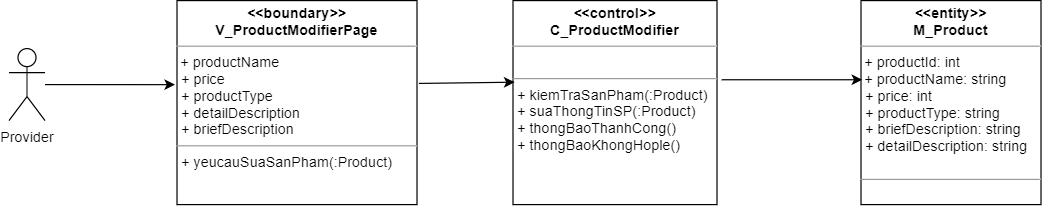 Provider
<<boundary>>
V_ProductModifierPage
+ productName
+ price
+ productType
+ detailDescription
+ briefDescription
+ yeucauSuaSanPham(:Product)
<<control>>
C_ProductModifier
+ kiemTraSanPham(:Product)
+ suaThongTinSP(:Product)
+ thongBaoThanhCong()
+ thongBaoKhongHople()
<<entity>>
M_Product
+ productId: int
+ productName: string
+ price: int
+ productType: string
+ briefDescription: string
+ detailDescription: string